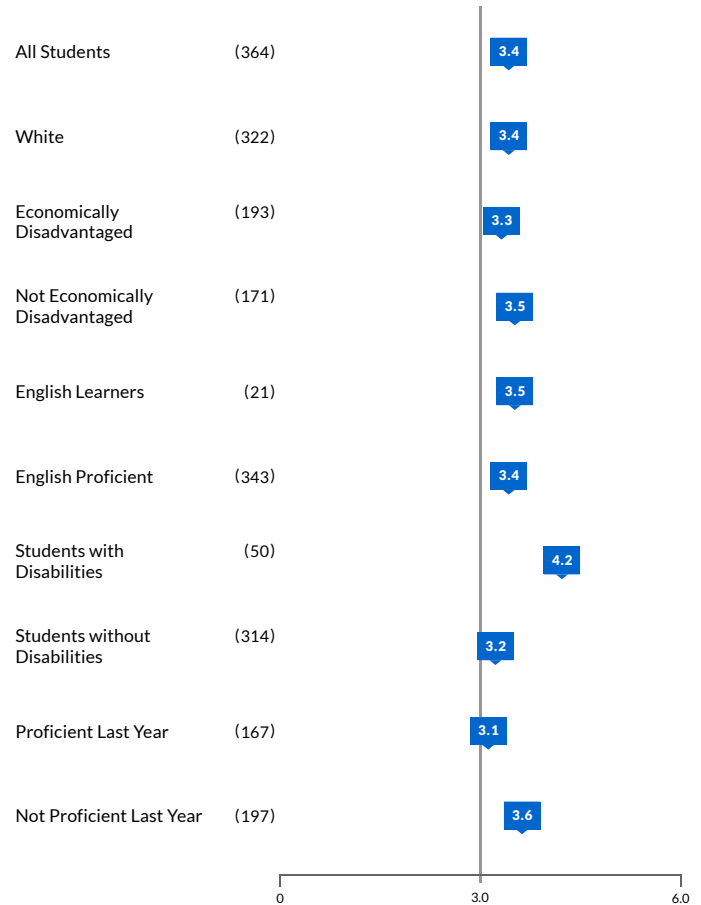 All Students (364) 3.4
White (322) 3.4
Economically (193) 3.3
Disadvantaged
Not Economically (171) 3.5
Disadvantaged
English Learners (21) 3.5
English Proficient (343) 3.4
Students with (50) 4.2
Disabilities
Students without (314) 3.2
Disabilities
Proficient Last Year (167) 3.1
Not Proficient Last Year (197) 3.6
0 3.0 6.0